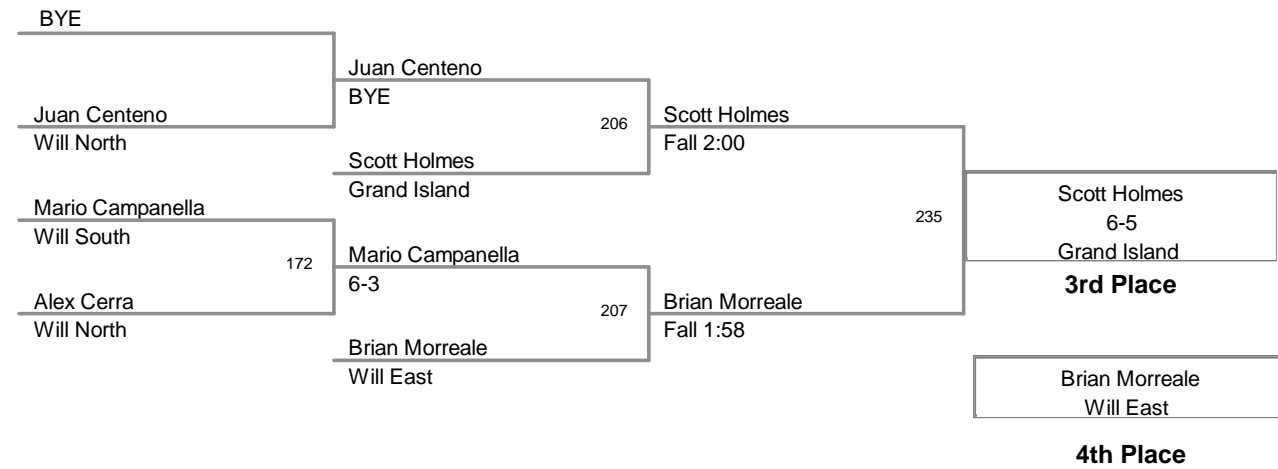 BYE
Juan Centeno
BYE
Juan Centeno
Will North
206
Scott Holmes
Fall 2:00
Scott Holmes
Grand Island
Mario Campanella
Will South
172
Mario Campanella
6-3
235
Scott Holmes
6-5
Grand Island
3rd Place
Alex Cerra
Will North
207
Brian Morreale
Fall 1:58
Brian Morreale
Will East
Brian Morreale
Will East
4th Place